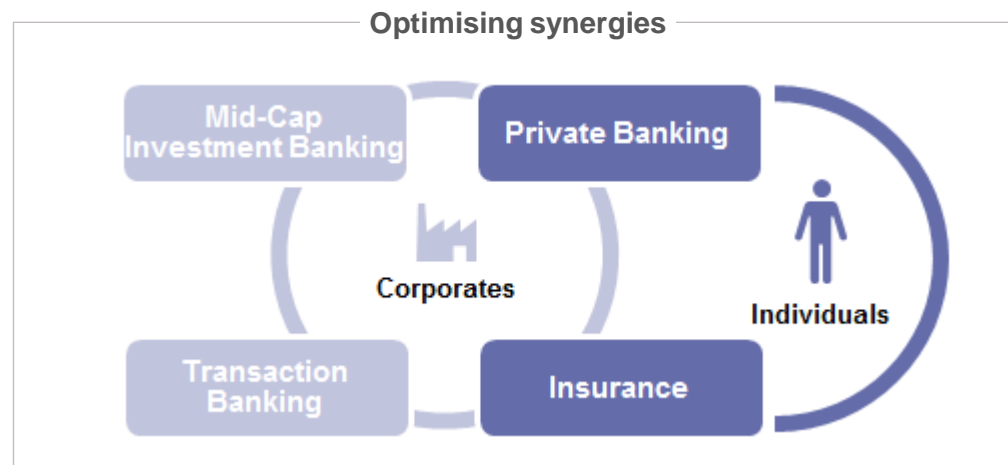 Optimising synergies
Mid-Cap
Investment Banking
Private Banking
Corporates
Individuals
Transaction
Banking
Insurance